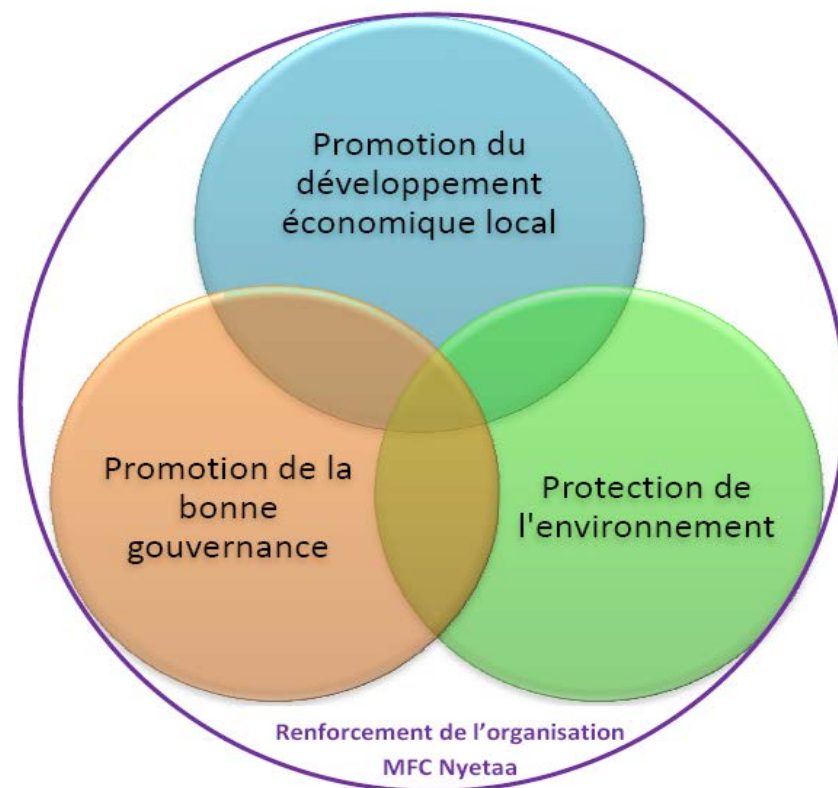 Promotion du
développement
économique local
Promotion de la
bonne
gouvernance
Protection de
l'environnement
Renforcement de l’organisation
MFC Nyetaa